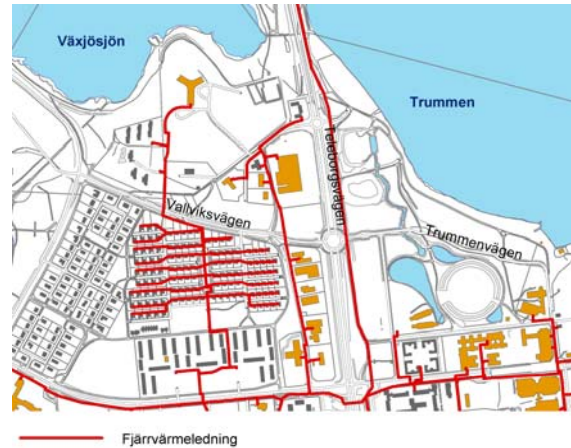 Växjösjön
Trummen
Teleborgsvägen
Vallviksvägen
Trummenvägen
Fjärrvärmeledning